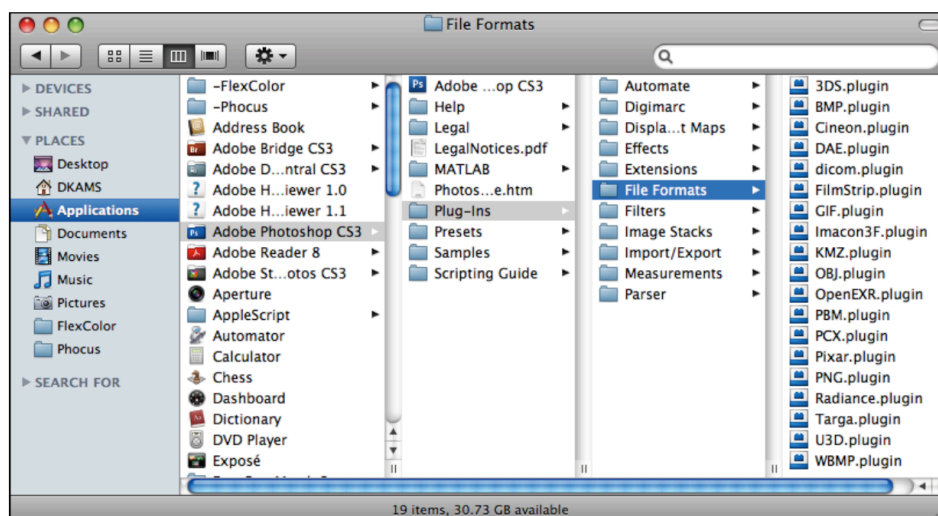 File Formats
DEVICES
SHARED
PLACES
Desktop
DKAMS
Applications
Documents
Movies
Music
Pictures
FlexColor
Phocus
SEARCH FOR
~FlexColor
~Phocus
Address Book
Adobe Bridge CS3
Adobe D...ntral CS3
Adobe H...iewer 1.0
Adobe H...iewer 1.1
Adobe Photoshop CS3
Adobe Reader 8
Adobe St...otos CS3
Aperture
AppleScript
Automator
Calculator
Chess
Dashboard
Dictionary
DVD Player
Exposé
Ps Adobe ...op CS3
Help
Legal
LegalNotices.pdf
MATLAB
Photos...e.htm
Plug-Ins
Presets
Samples
Scripting Guide
Automate
Digimarc
Displa...t Maps
Effects
Extensions
File Formats
Filters
Image Stacks
Import/Export
Measurements
Parser
3DS.plugin
BMP.plugin
Cineon.plugin
DAE.plugin
dicom.plugin
FilmStrip.plugin
GIF.plugin
Imacon3F.plugin
KMZ.plugin
OBJ.plugin
OpenEXR.plugin
PBM.plugin
PCX.plugin
Pixar.plugin
PNG.plugin
Radiance.plugin
Targa.plugin
U3D.plugin
WBMP.plugin
19 items, 30.73 GB available